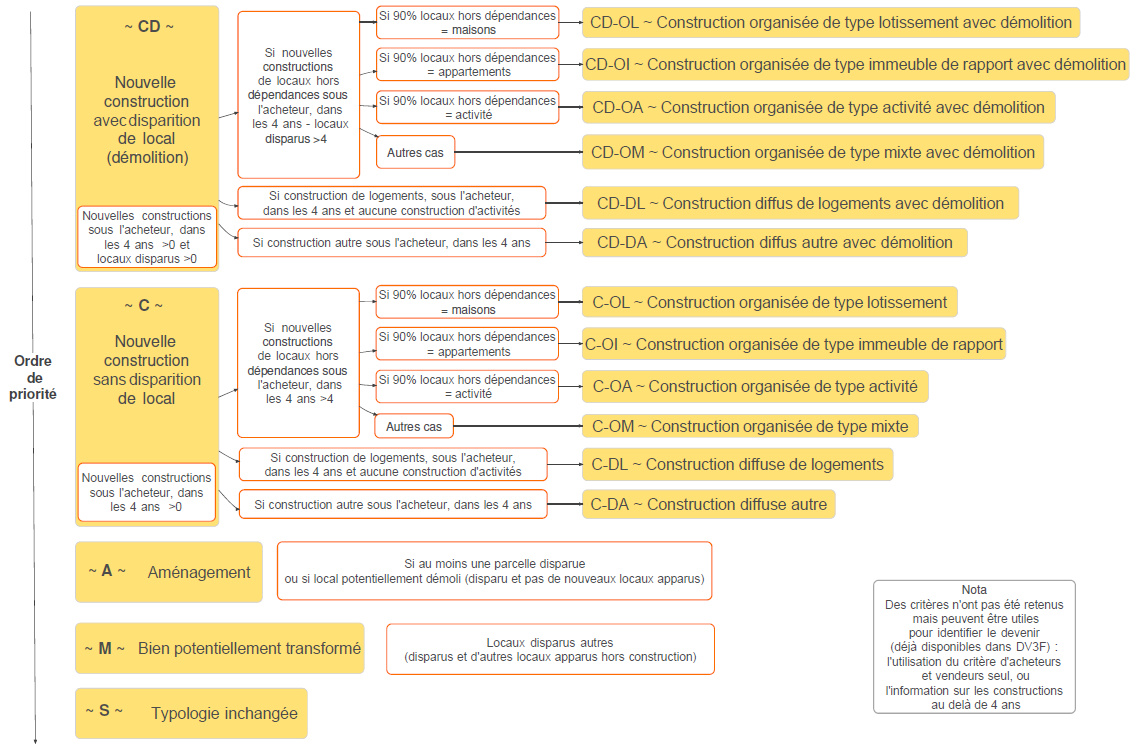 Ordre
de
priorité
~ CD ~
Nouvelle
construction
avec disparition
de local
(démolition)
Nouvelles constructions
sous l'acheteur, dans
les 4 ans >0 et
locaux disparus >0
Si nouvelles
constructions
de locaux hors
dépendances sous
l'acheteur, dans
les 4 ans - locaux
disparus >4
Si 90% locaux hors dépendances
= maisons
CD-OL ~ Construction organisée de type lotissement avec démolition
Si 90% locaux hors dépendances
= appartements
CD-OI ~ Construction organisée de type immeuble de rapport avec démolition
Si 90% locaux hors dépendances
= activité
CD-OA ~ Construction organisée de type activité avec démolition
Autres cas
CD-OM ~ Construction organisée de type mixte avec démolition
Si construction de logements, sous l'acheteur,
dans les 4 ans et aucune construction d'activités
CD-DL ~ Construction diffus de logements avec démolition
Si construction autre sous l'acheteur, dans les 4 ans
CD-DA ~ Construction diffus autre avec démolition
~ C ~
Nouvelle
construction
sans disparition
de local
Nouvelles constructions
sous l'acheteur, dans
les 4 ans >0
Si nouvelles
constructions
de locaux hors
dépendances sous
l'acheteur, dans
les 4 ans >4
Si 90% locaux hors dépendances
= maisons
C-OL ~ Construction organisée de type lotissement
Si 90% locaux hors dépendances
= appartements
C-OI ~ Construction organisée de type immeuble de rapport
Si 90% locaux hors dépendances
= activité
C-OA ~ Construction organisée de type activité
Autres cas
C-OM ~ Construction organisée de type mixte
Si construction de logements, sous l'acheteur,
dans les 4 ans et aucune construction d'activités
C-DL ~ Construction diffuse de logements
Si construction autre sous l'acheteur, dans les 4 ans
C-DA ~ Construction diffuse autre
~ A ~ Aménagement
Si au moins une parcelle disparue
ou si local potentiellement démoli (disparu et pas de nouveaux locaux apparus)
~ M ~ Bien potentiellement transformé
Locaux disparus autres
(disparus et d'autres locaux apparus hors construction)
~ S ~ Typologie inchangée
Nota
Des critères n'ont pas été retenus
mais peuvent être utiles
pour identifier le devenir
(déjà disponibles dans DV3F) :
l'utilisation du critère d'acheteurs
et vendeurs seul, ou
l'information sur les constructions
au delà de 4 ans